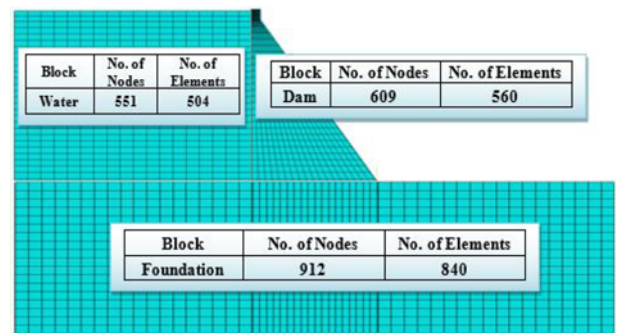 Block No. of Nodes No. of Elements
Water 551 504
Block No. of Nodes No. of Elements
Dam 609 560
Block No. of Nodes No. of Elements
Foundation 912 840